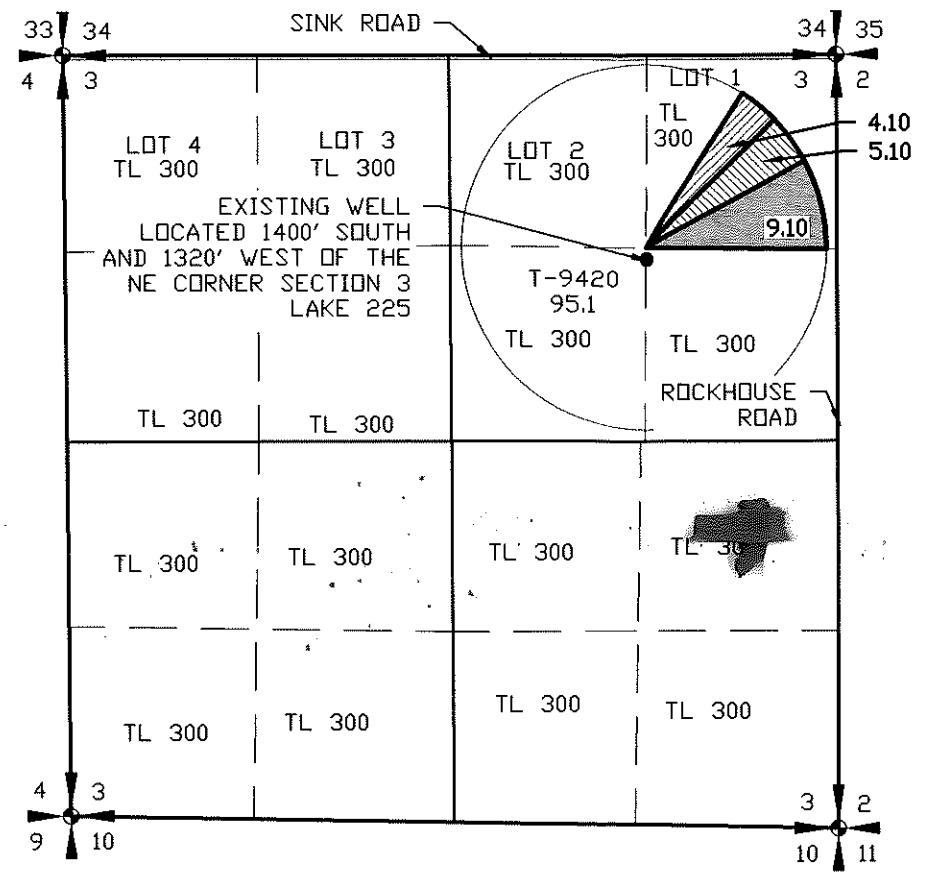 SINK ROAD
33 34
34 35
4 3
3 2
LOT 1
TL
300
4.10
5.10
LOT 4
TL 300
LOT 3
TL 300
LOT 2
TL 300
EXISTING WELL
LOCATED 1400' SOUTH
AND 1320' WEST OF THE
NE CORNER SECTION 3
LAKE 225
9.10
T-9420
95.1
TL 300
TL 300
ROCKHOUSE
ROAD
TL 300
TL 300
TL 300
TL 300
TL 300
TL 30
TL 300
TL 300
TL 300
TL 300
4 3
3 2
9 10
10 11